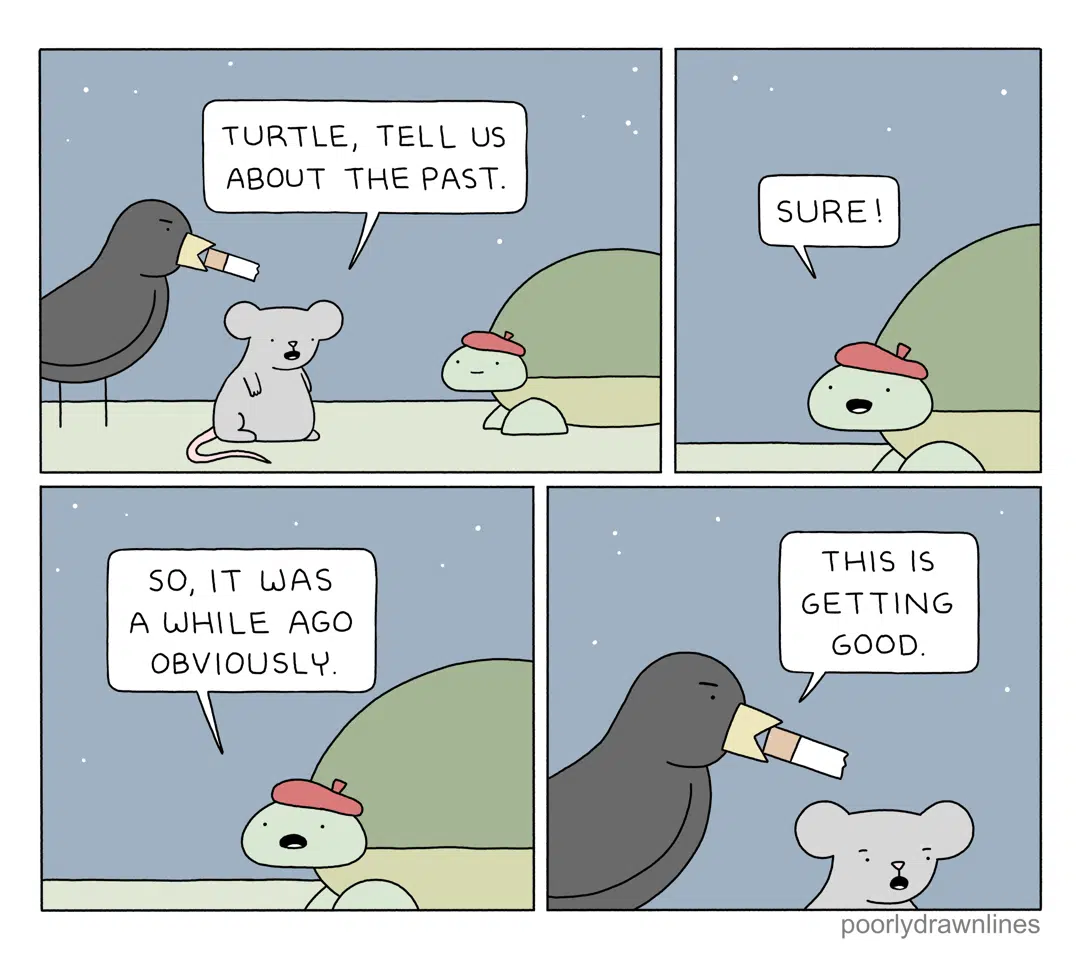 TURTLE, TELL US
ABOUT THE PAST.
SURE!
SO, IT WAS
A WHILE AGO
OBVIOUSLY.
THIS IS
GETTING
GOOD.
poorlydrawnlines